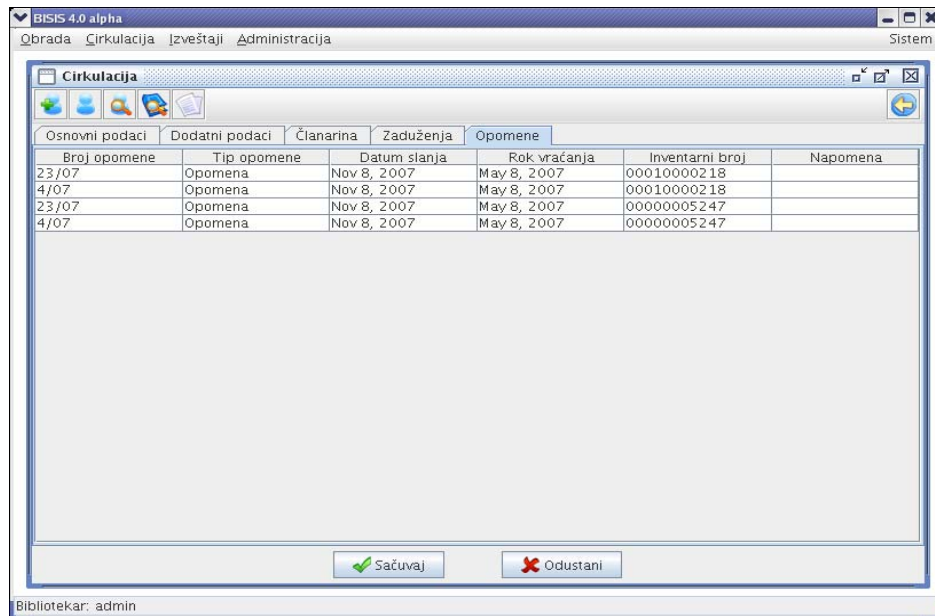 BISIS 4.0 alpha
Obrada Cirkulacija Izveštaji Administracija Sistem
Cirkulacija
Osnovni podaci Dodatni podaci Članarina Zaduženja Opomene
Broj opomene Tip opomene Datum slanja Rok vraćanja Inventarni broj Napomena
23/07 Opomena Nov 8, 2007 May 8, 2007 00010000218
4/07 Opomena Nov 8, 2007 May 8, 2007 00010000218
23/07 Opomena Nov 8, 2007 May 8, 2007 00000005247
4/07 Opomena Nov 8, 2007 May 8, 2007 00000005247
Sačuvaj Odustani
Bibliotekar: admin